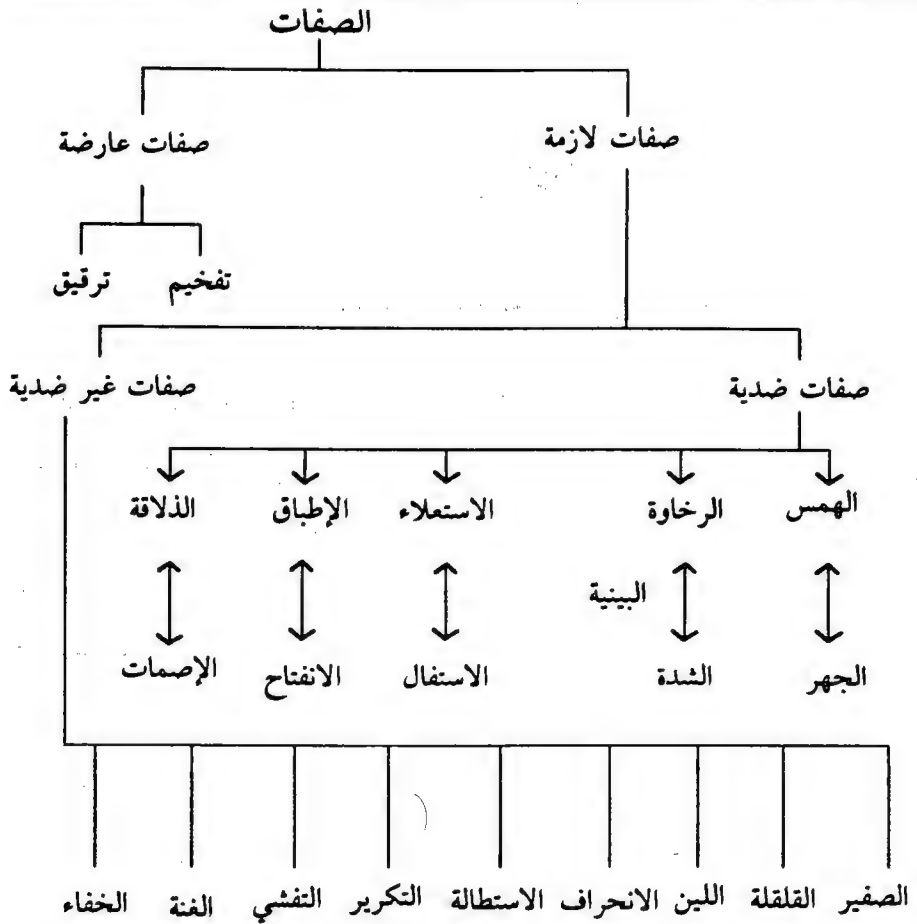 الصفات
صفات لازمة صفات عارضة
تفخيم ترقيق
صفات ضدية صفات غير ضدية
الهمس الرخاوة الاستعلاء الإطباق الذلاقة
البينية
الجهر الشدة الاستفال الانفتاح الإصمات
الصفير القلقلة اللين الانحراف الاستطالة التكرير التفشي الغنة الخفاء